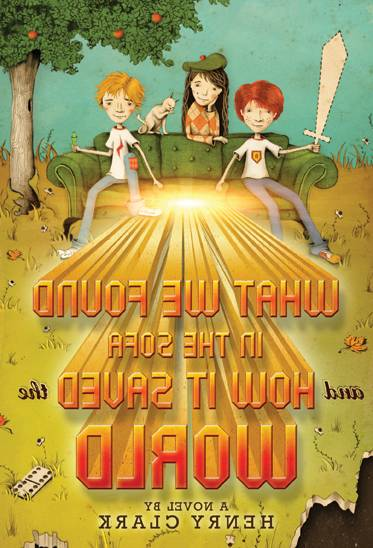 WHAT WE FOUND
IN THE SOFA
and HOW IT SAVED the
WORLD
A NOVEL BY
HENRY CLARK